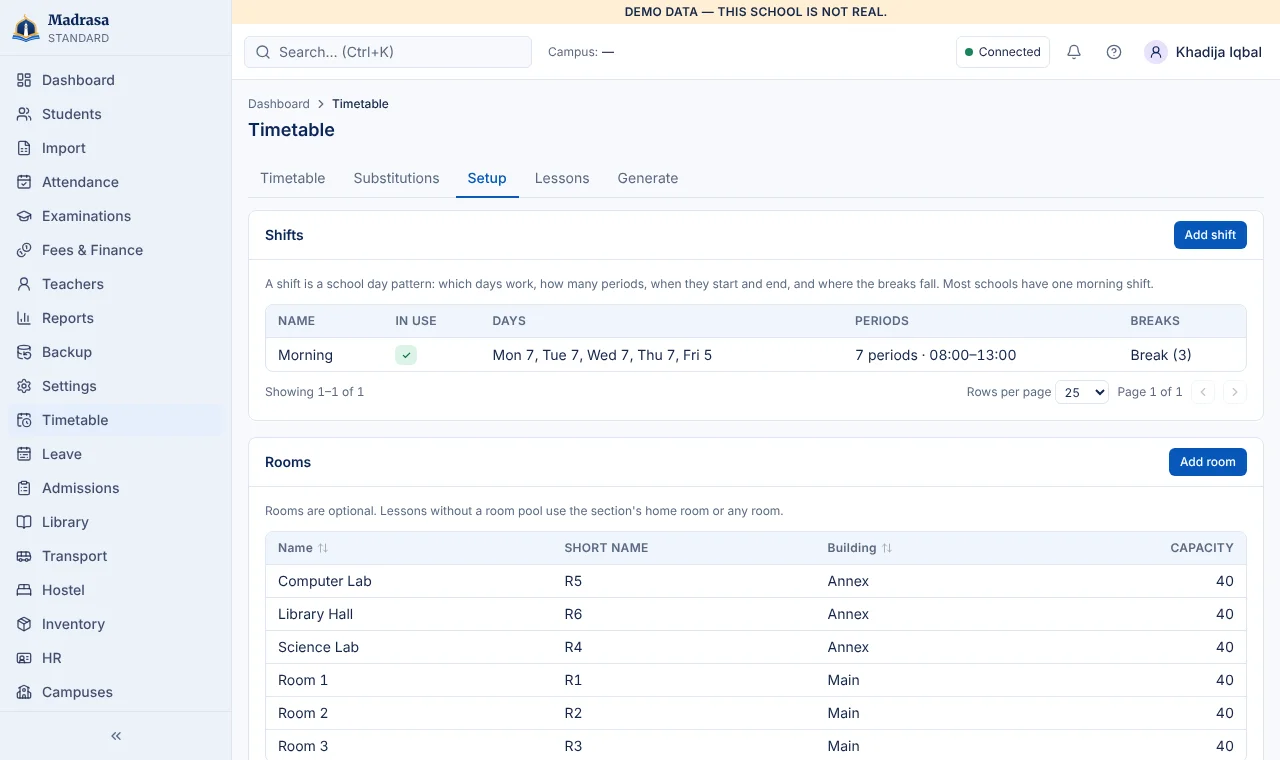 DEMO DATA — THIS SCHOOL IS NOT REAL.
Madrasa
STANDARD
Search... (Ctrl+K)
Campus: —
Connected
Khadija Iqbal
Dashboard
Students
Import
Attendance
Examinations
Fees & Finance
Teachers
Reports
Backup
Settings
Timetable
Leave
Admissions
Library
Transport
Hostel
Inventory
HR
Campuses
Dashboard > Timetable
Timetable
Timetable Substitutions Setup Lessons Generate
Shifts
Add shift
A shift is a school day pattern: which days work, how many periods, when they start and end, and where the breaks fall. Most schools have one morning shift.
NAME IN USE DAYS PERIODS BREAKS
Morning Mon 7, Tue 7, Wed 7, Thu 7, Fri 5 7 periods · 08:00–13:00 Break (3)
Showing 1–1 of 1
Rows per page 25 Page 1 of 1
Rooms
Add room
Rooms are optional. Lessons without a room pool use the section's home room or any room.
Name SHORT NAME Building CAPACITY
Computer Lab R5 Annex 40
Library Hall R6 Annex 40
Science Lab R4 Annex 40
Room 1 R1 Main 40
Room 2 R2 Main 40
Room 3 R3 Main 40